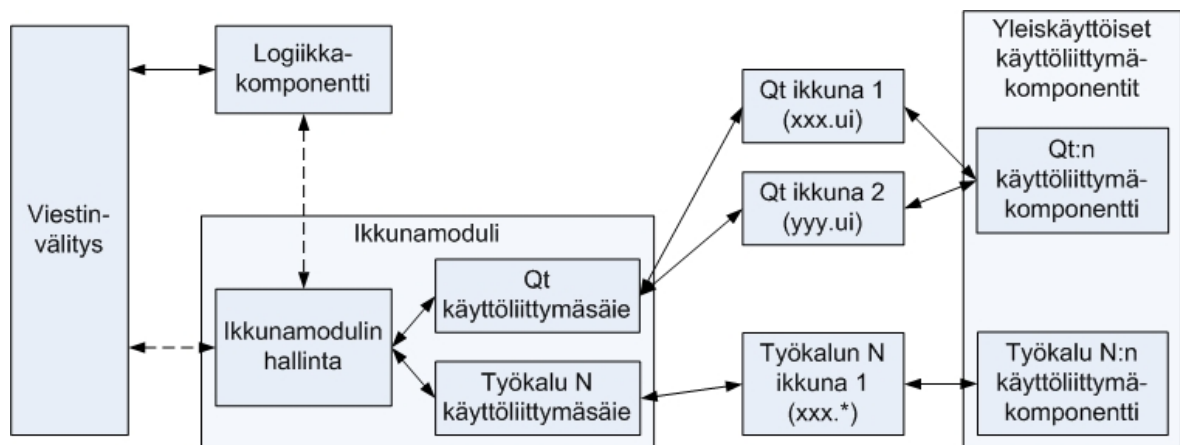 Viestin-
välitys
Logiikka-
komponentti
Ikkunamoduli
Ikkunamodulin
hallinta
Qt
käyttöliittymäsäie
Työkalu N
käyttöliittymäsäie
Qt ikkuna 1
(xxx.ui)
Qt ikkuna 2
(yyy.ui)
Työkalun N
ikkuna 1
(xxx.*)
Yleiskäyttöiset
käyttöliittymä-
komponentit
Qt:n
käyttöliittymä-
komponentti
Työkalu N:n
käyttöliittymä-
komponentti